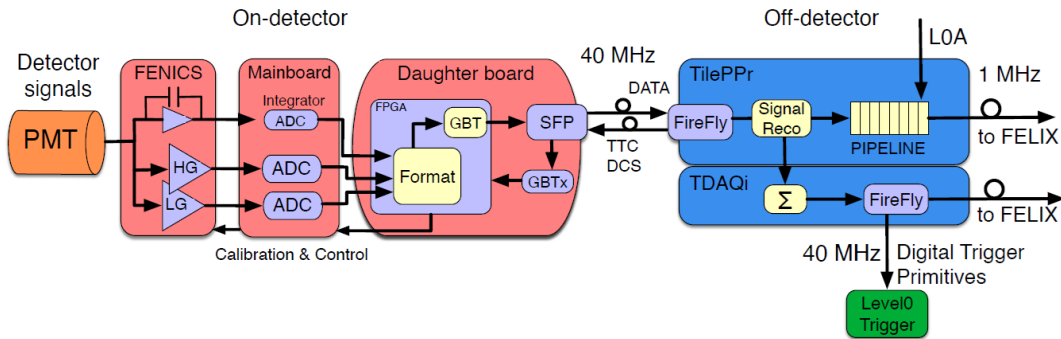 On-detector
Off-detector
Detector
signals
PMT
FENICS
HG
LG
Mainboard
Integrator
ADC
ADC
ADC
Daughter board
FPGA
GBT
Format
SFP
GBTx
Calibration & Control
40 MHz
DATA
TTC
DCS
TilePPr
FireFly
Signal
Reco
PIPELINE
L0A
1 MHz
to FELIX
TDAQi
Σ
FireFly
to FELIX
40 MHz
Digital Trigger
Primitives
Level0
Trigger